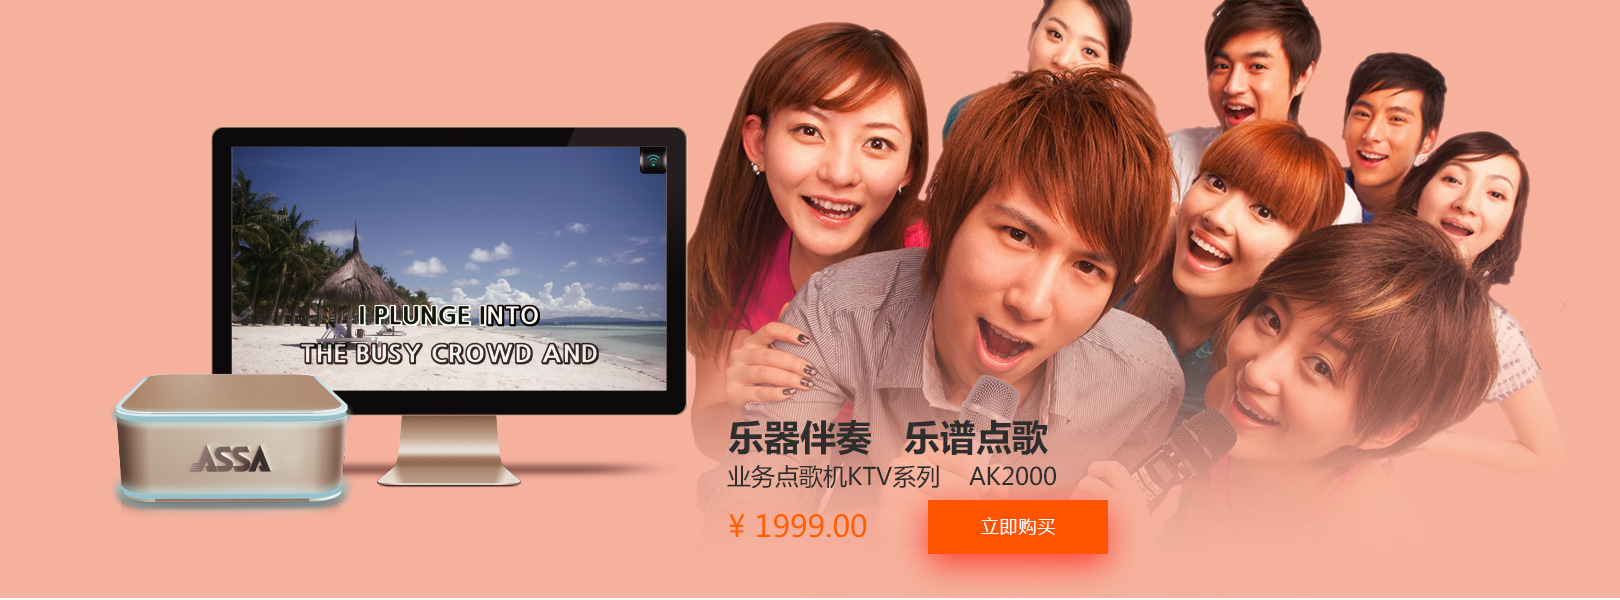 I PLUNGE INTO
THE BUSY CROWD AND
ASSA
乐器伴奏 乐谱点歌
业务点歌机KTV系列 AK2000
¥ 1999.00
立即购买